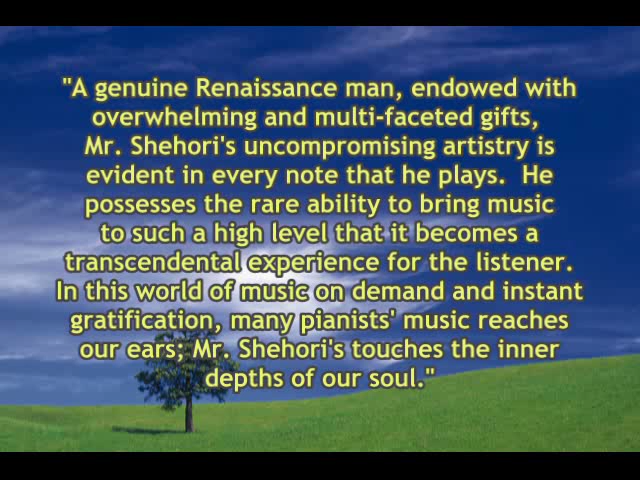 "A genuine Renaissance man, endowed with
overwhelming and multi-faceted gifts,
Mr. Shehori's uncompromising artistry is
evident in every note that he plays.  He
possesses the rare ability to bring music
to such a high level that it becomes a
transcendental experience for the listener.
In this world of music on demand and instant
gratification, many pianists' music reaches
our ears; Mr. Shehori's touches the inner
depths of our soul."